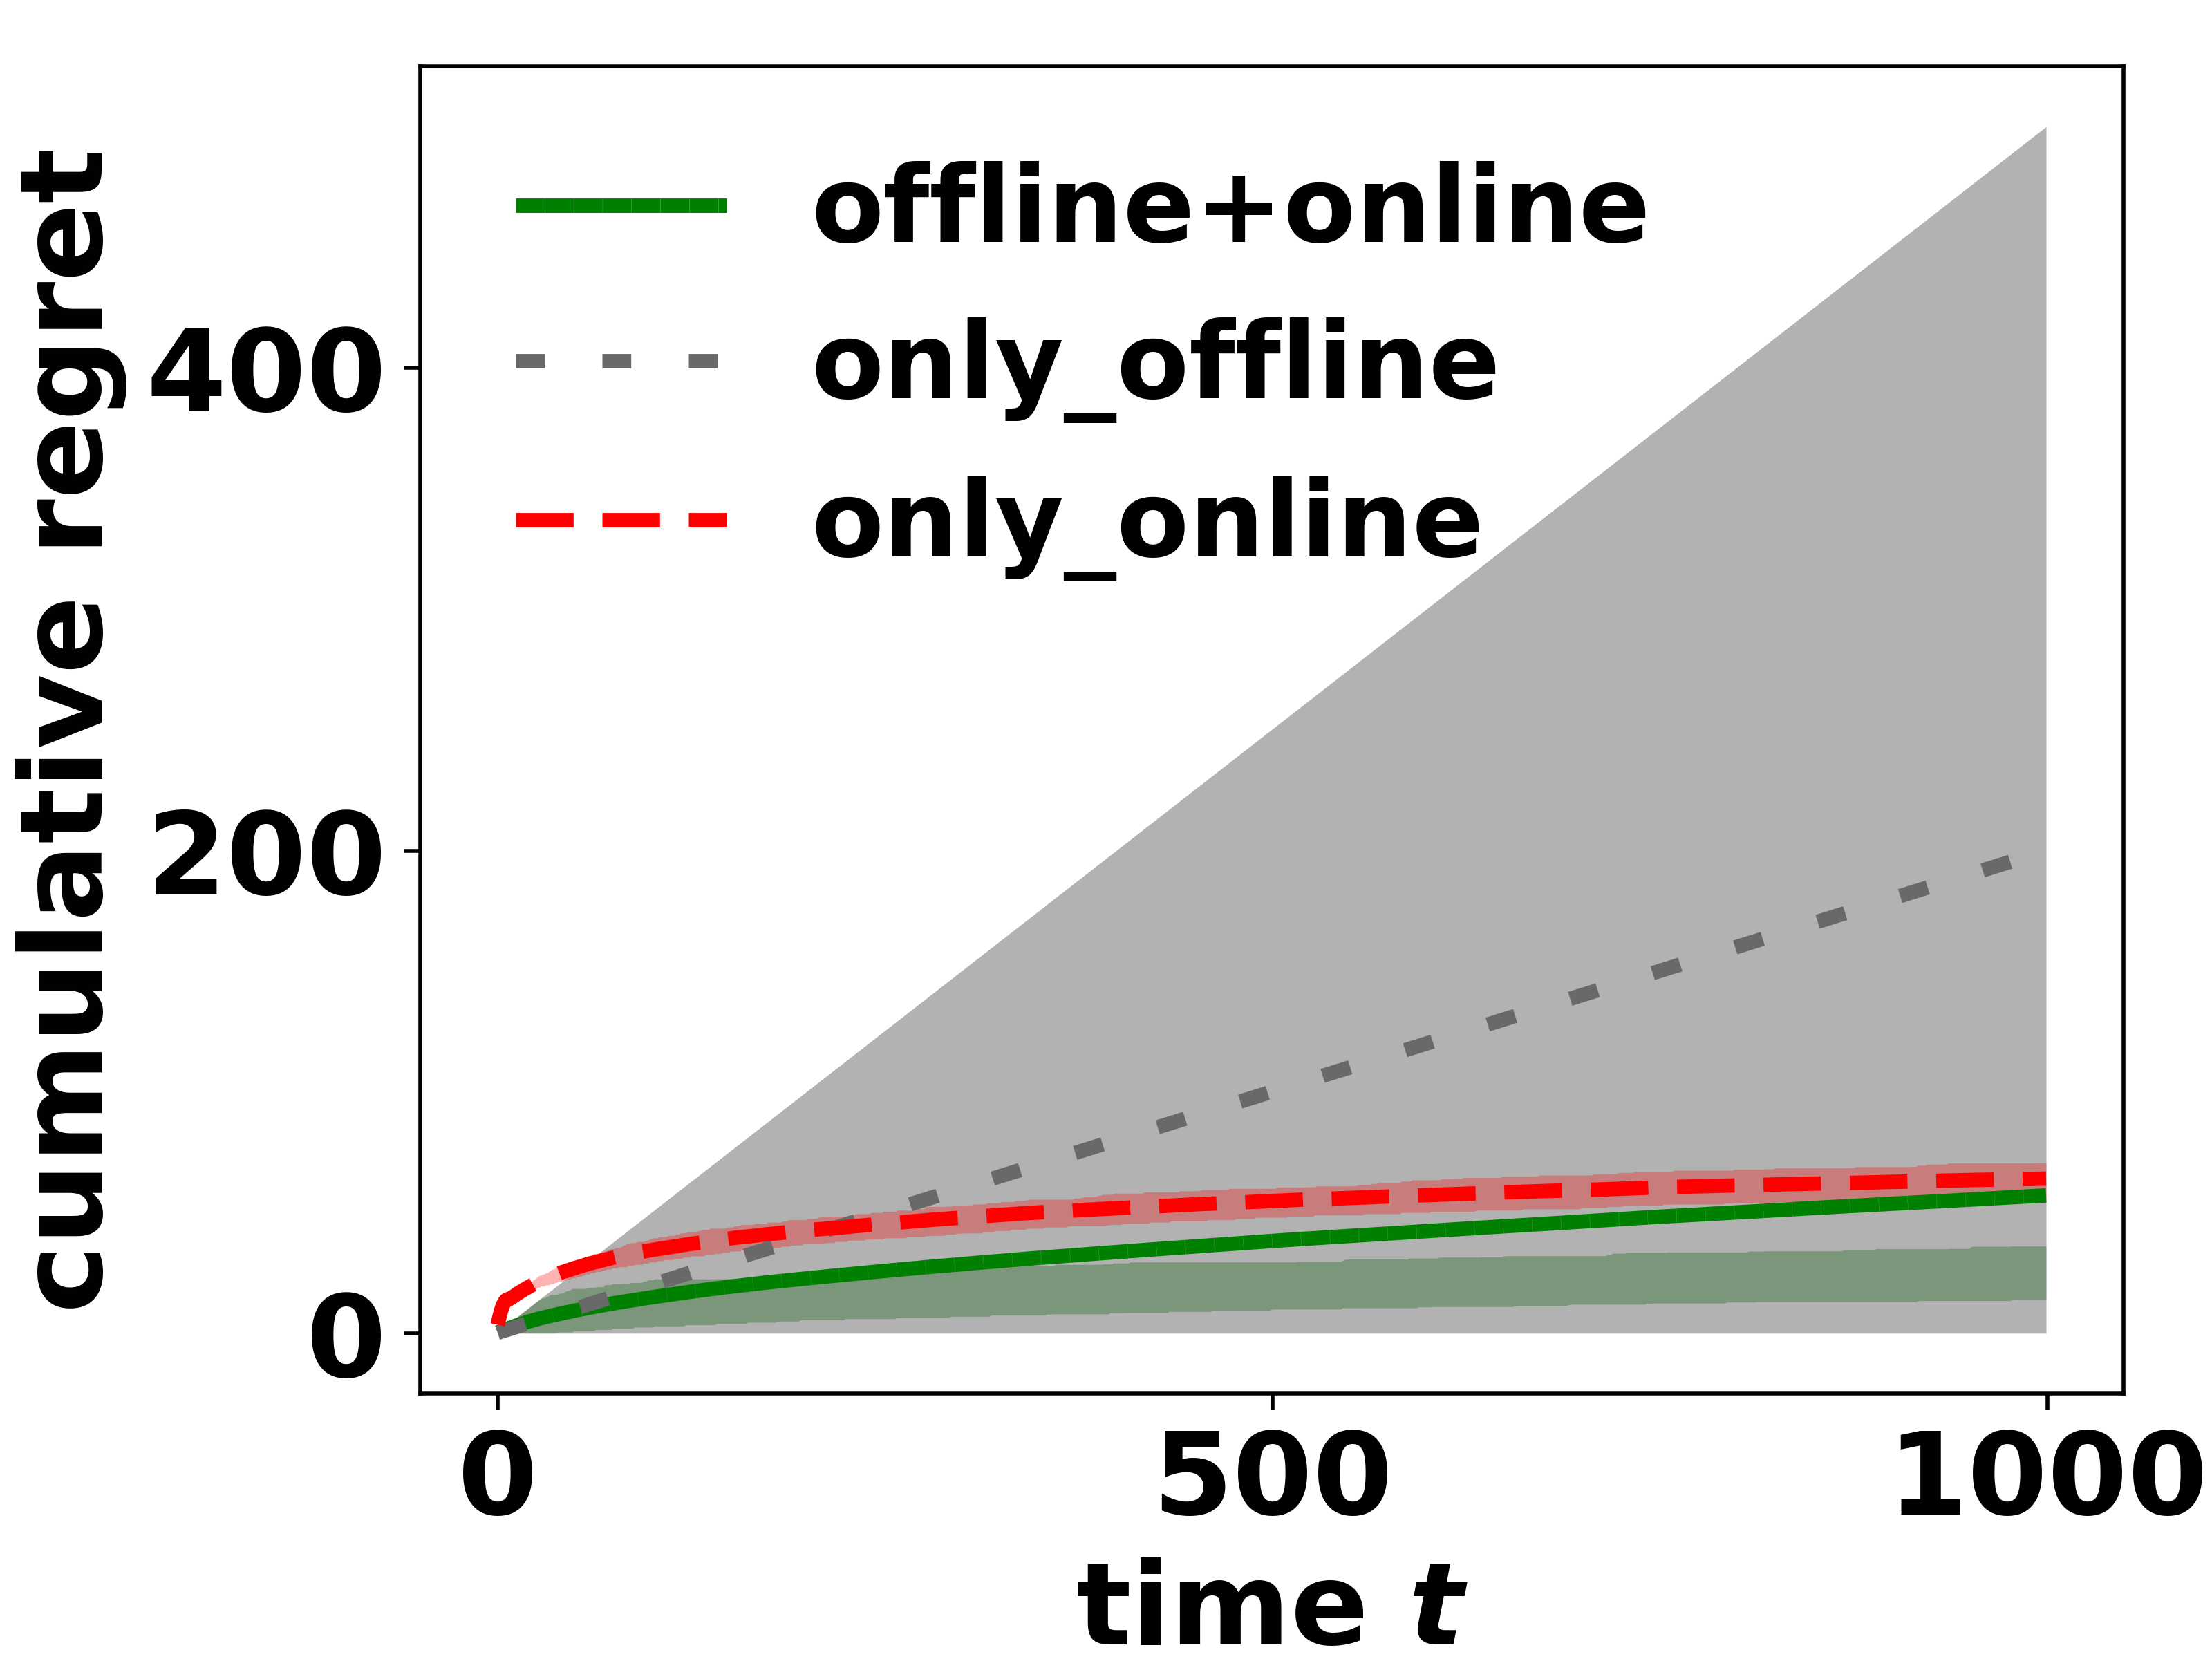 cumulative regret
400
200
0
offline+online
only_offline
only_online
0 500 1000
time t